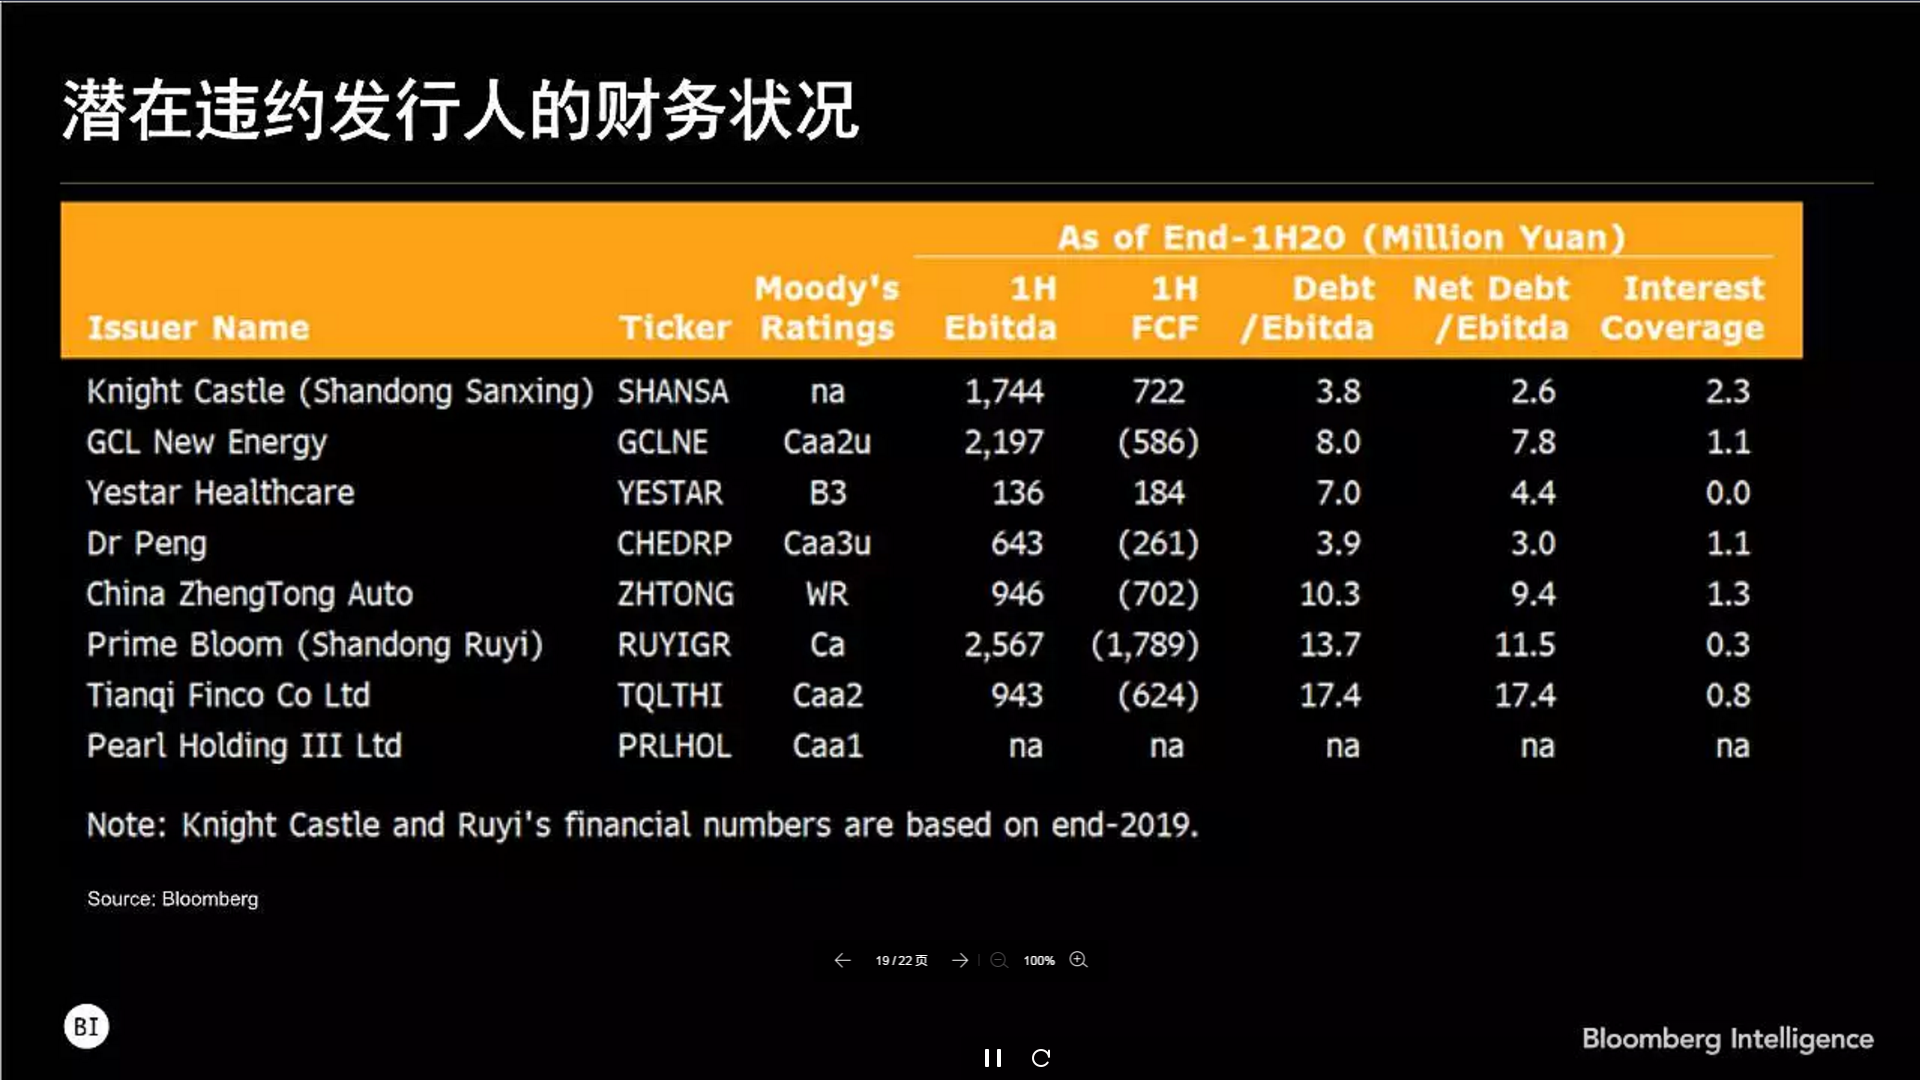 潜在违约发行人的财务状况
As of End-1H20 (Million Yuan)
Moody's 1H 1H Debt Net Debt Interest
Issuer Name Ticker Ratings Ebitda FCF /Ebitda /Ebitda Coverage
Knight Castle (Shandong Sanxing) SHANSA na 1,744 722 3.8 2.6 2.3
GCL New Energy GCLNE Caa2u 2,197 (586) 8.0 7.8 1.1
Yestar Healthcare YESTAR B3 136 184 7.0 4.4 0.0
Dr Peng CHEDRP Caa3u 643 (261) 3.9 3.0 1.1
China ZhengTong Auto ZHTONG WR 946 (702) 10.3 9.4 1.3
Prime Bloom (Shandong Ruyi) RUYIGR Ca 2,567 (1,789) 13.7 11.5 0.3
Tianqi Finco Co Ltd TQLTHI Caa2 943 (624) 17.4 17.4 0.8
Pearl Holding III Ltd PRLHOL Caa1 na na na na na
Note: Knight Castle and Ruyi's financial numbers are based on end-2019.
Source: Bloomberg
19/22页 100%
BI
Bloomberg Intelligence